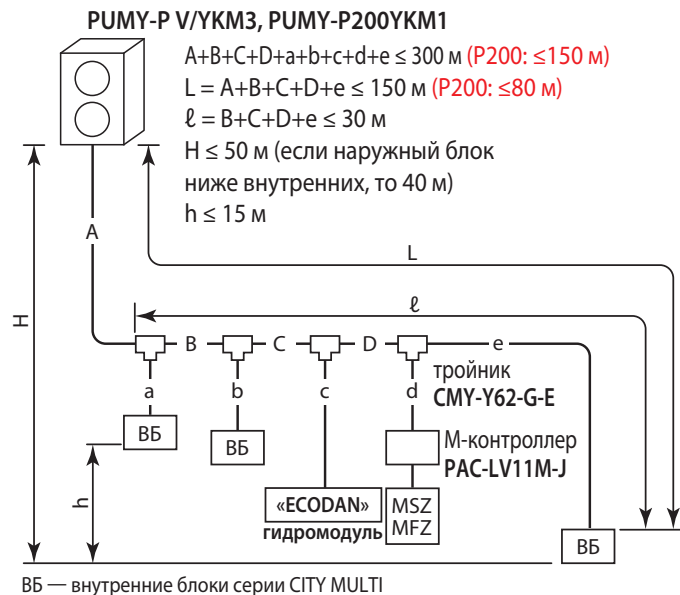 PUMY-P V/YKM3, PUMY-P200YKM1
A+B+C+D+a+b+c+d+e ≤ 300 м (P200: ≤150 м)
L = A+B+C+D+e ≤ 150 м (P200: ≤80 м)
ℓ = B+C+D+e ≤ 30 м
H ≤ 50 м (если наружный блок
ниже внутренних, то 40 м)
h ≤ 15 м
A
L
H
ℓ
B
C
D
e
тройник
CMY-Y62-G-E
a
b
c
d
ВБ
ВБ
М-контроллер
PAC-LV11M-J
h
«ECODAN»
гидромодуль
MSZ
MFZ
ВБ
ВБ — внутренние блоки серии CITY MULTI